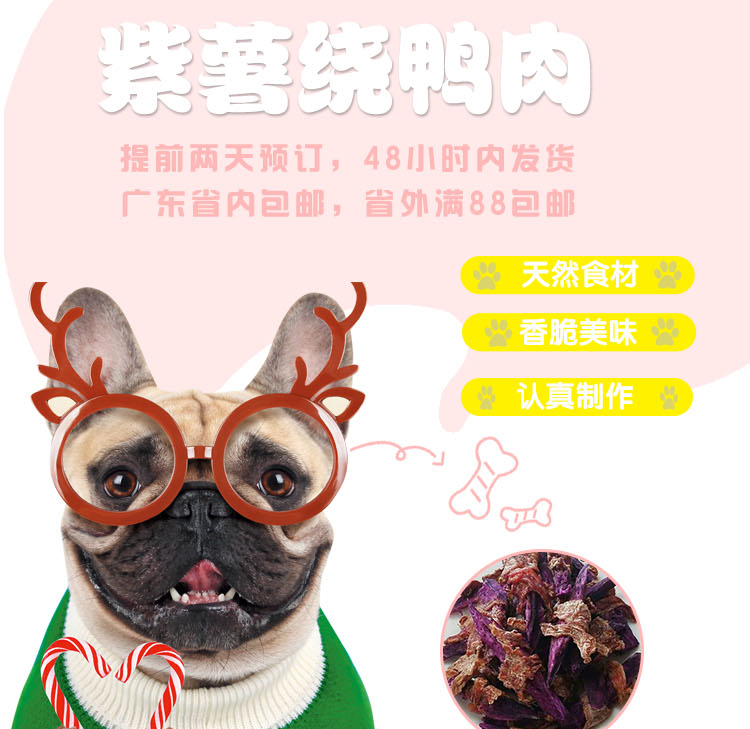 紫薯绕鸭肉
提前两天预订，48小时内发货
广东省内包邮，省外满88包邮
天然食材
香脆美味
认真制作